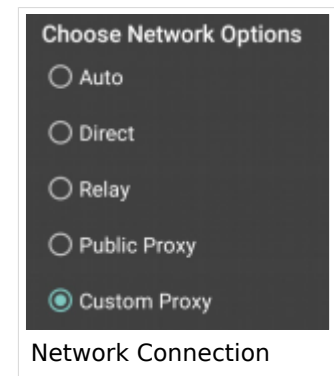 Choose Network Options
Auto
Direct
Relay
Public Proxy
Custom Proxy
Network Connection